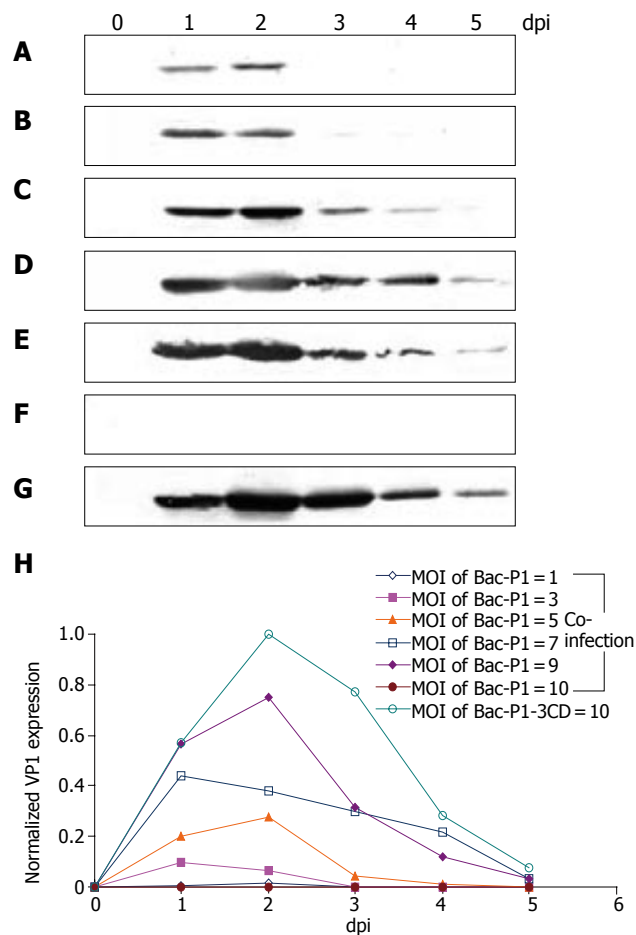 0 1 2 3 4 5 dpi
A
B
C
D
E
F
G
H
MOI of Bac-P1 = 1
MOI of Bac-P1 = 3
MOI of Bac-P1 = 5 Co-
MOI of Bac-P1 = 7 infection
MOI of Bac-P1 = 9
MOI of Bac-P1 = 10
MOI of Bac-P1-3CD = 10
Normalized VP1 expression
1.0
0.8
0.6
0.4
0.2
0
0 1 2 3 4 5 6
dpi